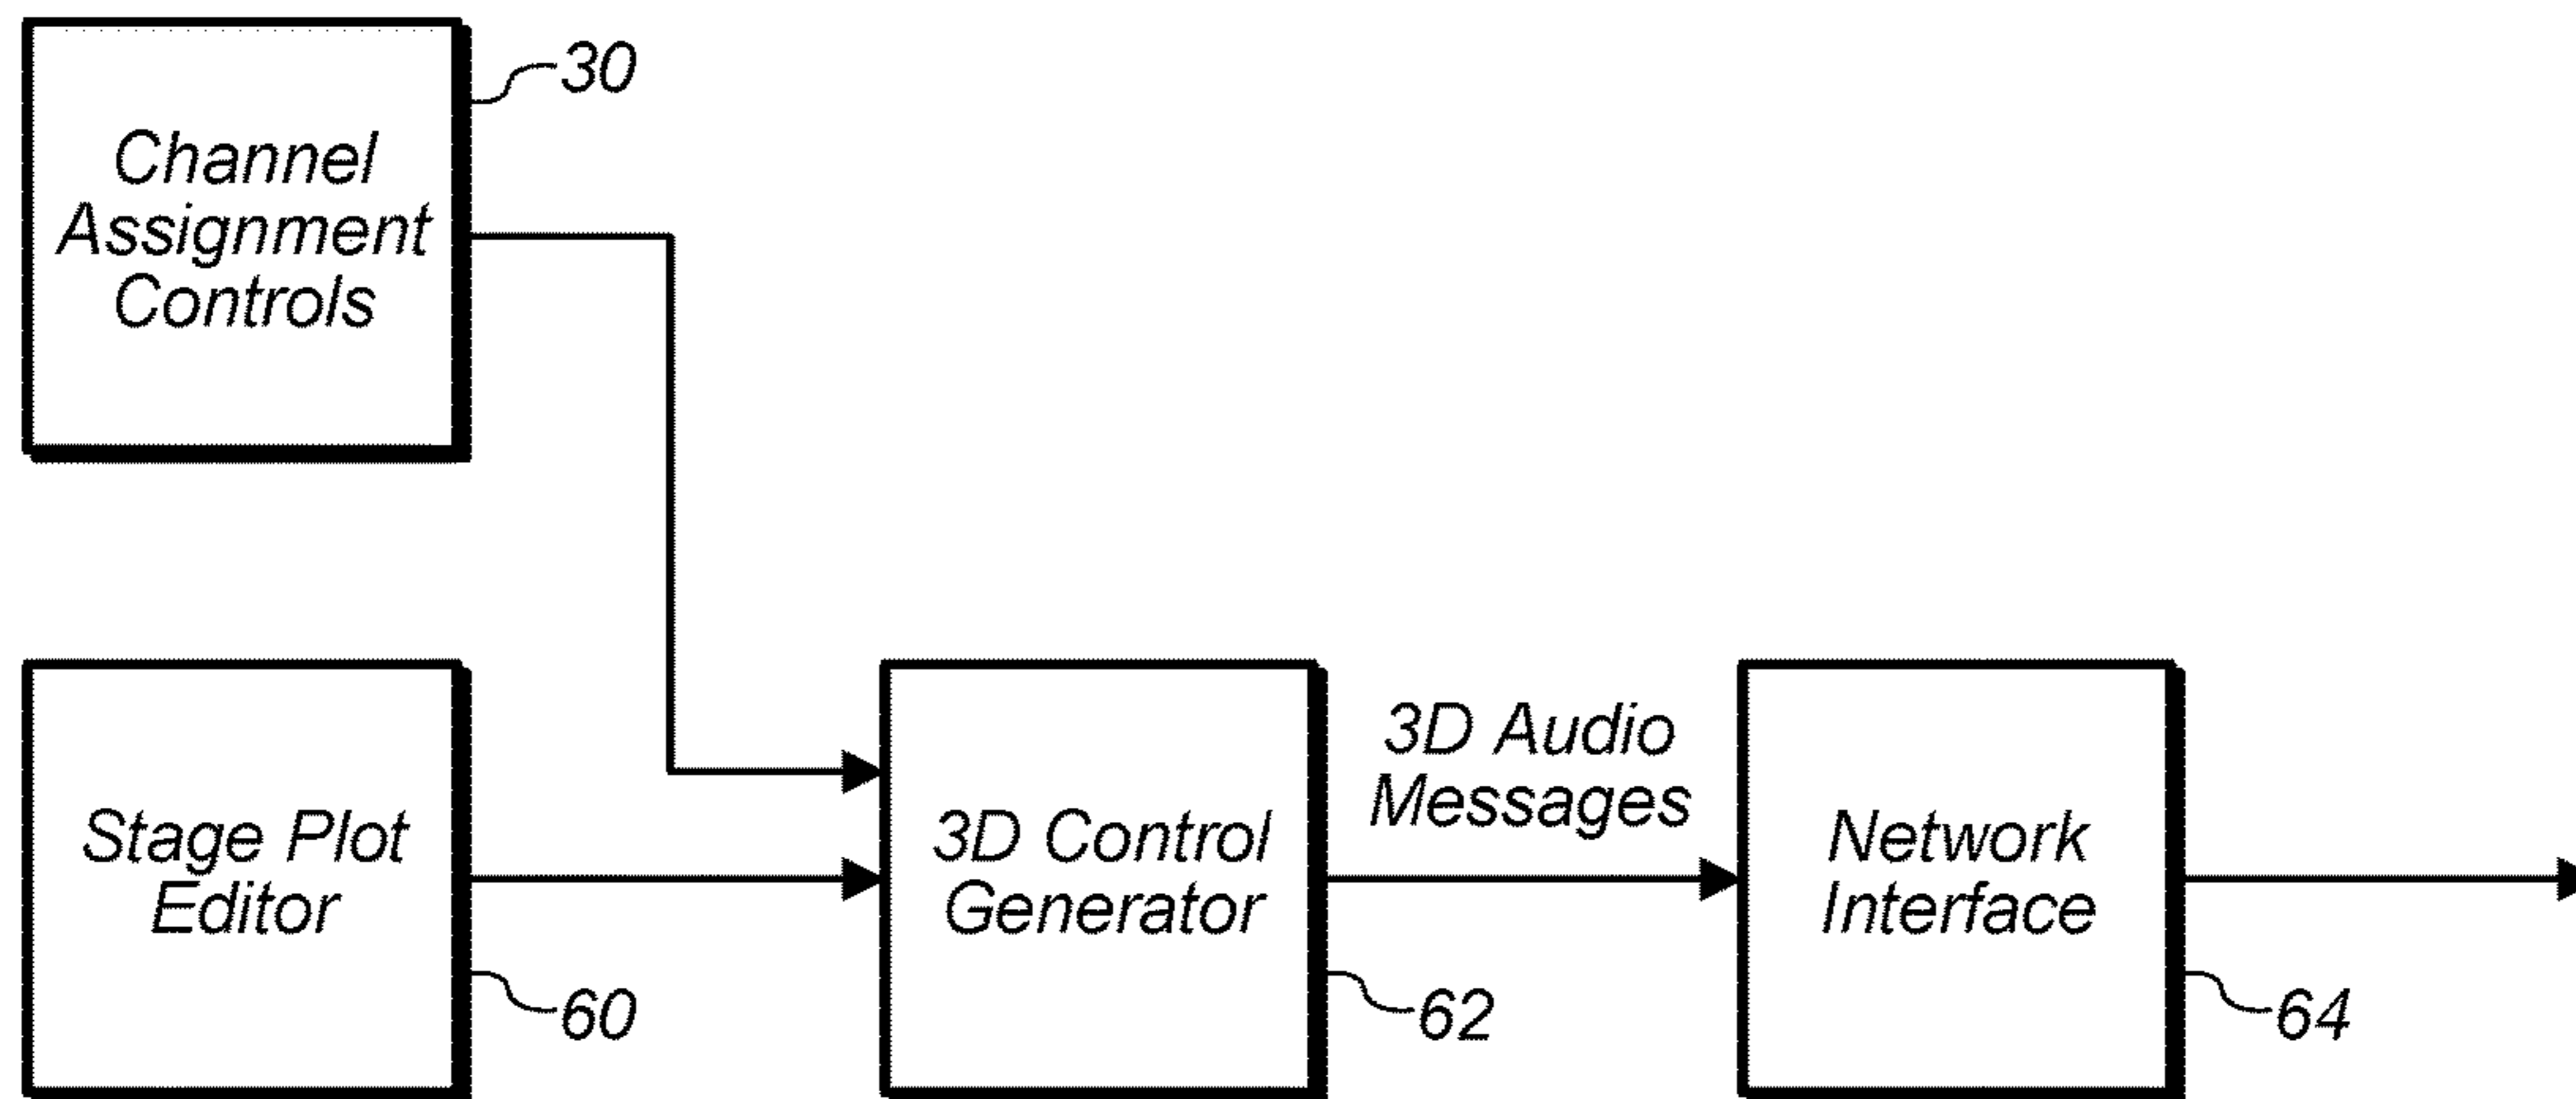 30
Channel
Assignment
Controls
3D Audio
Messages
Stage Plot
Editor
3D Control
Generator
Network
Interface
60
62
64